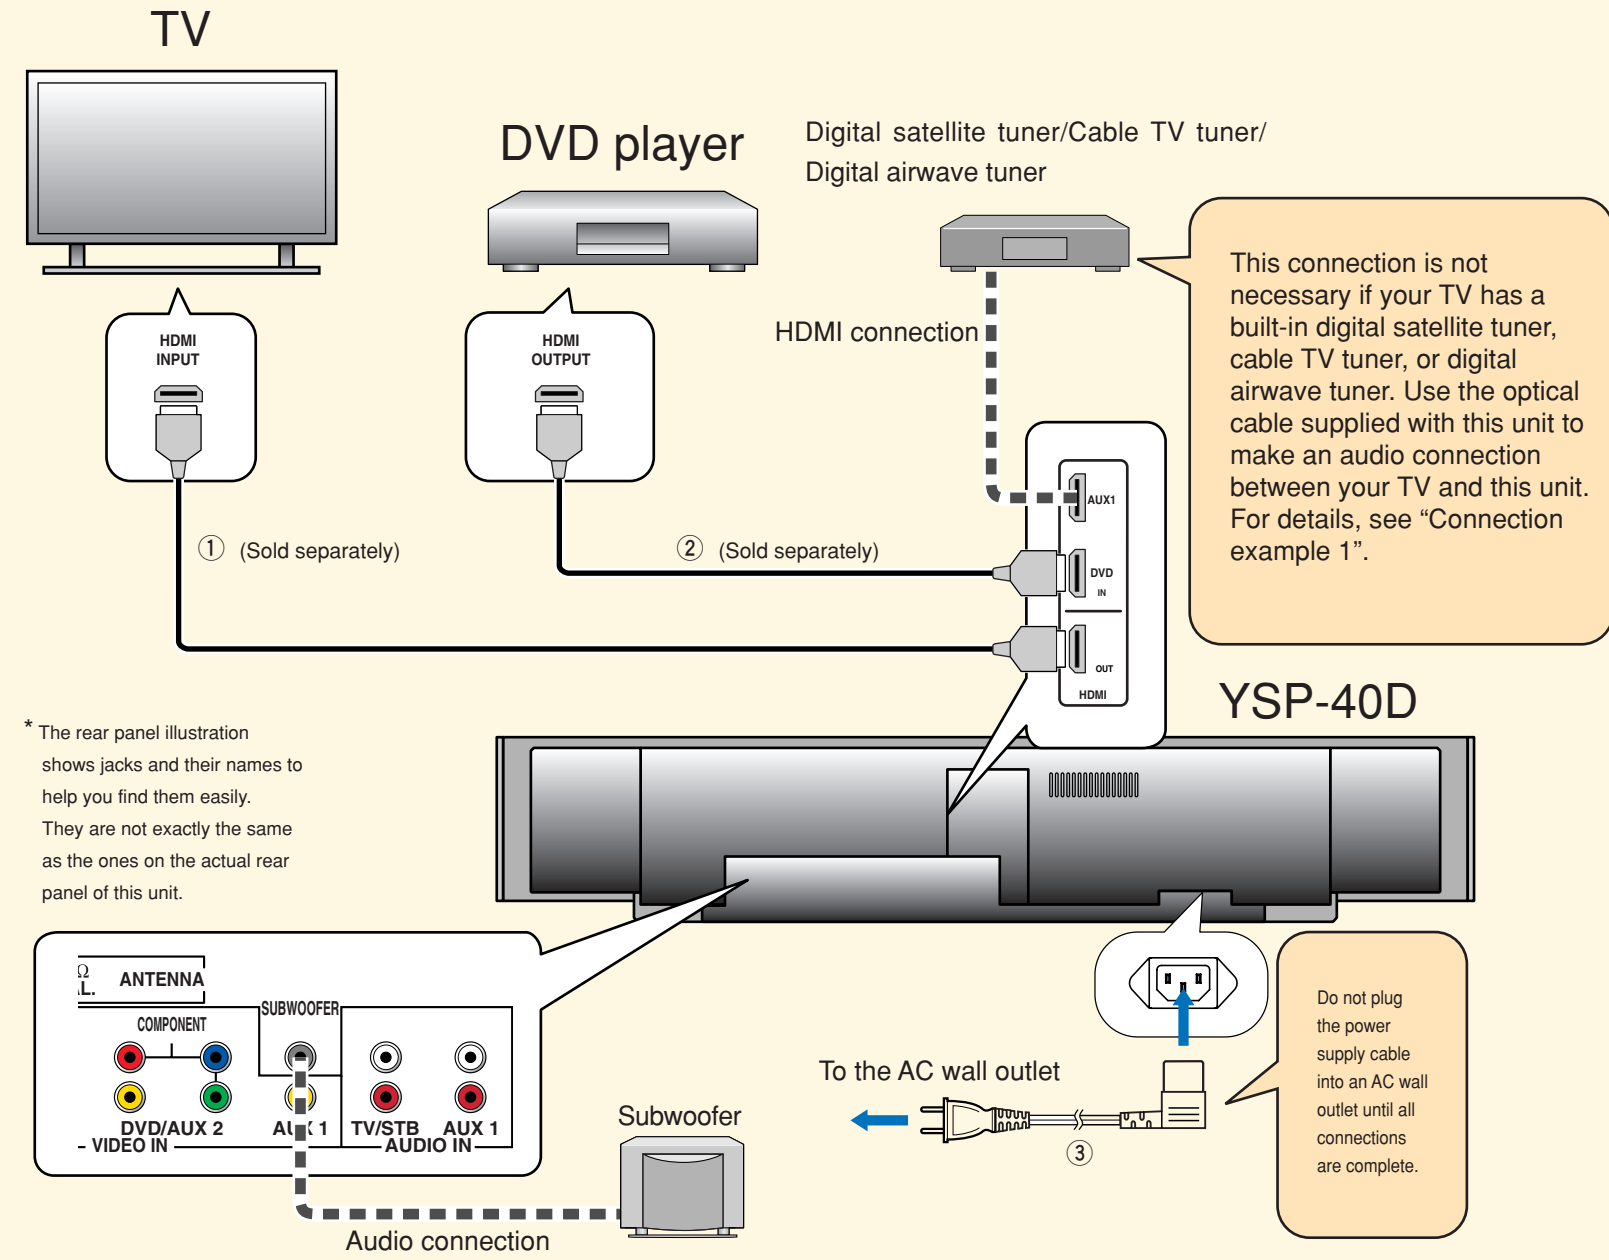 TV
DVD player
Digital satellite tuner/Cable TV tuner/
Digital airwave tuner
This connection is not
necessary if your TV has a
built-in digital satellite tuner,
cable TV tuner, or digital
airwave tuner. Use the optical
cable supplied with this unit to
make an audio connection
between your TV and this unit.
For details, see “Connection
example 1”.
HDMI
INPUT
HDMI
OUTPUT
HDMI connection
① (Sold separately)
② (Sold separately)
AUX1
DVD
IN
OUT
HDMI
YSP-40D
* The rear panel illustration
shows jacks and their names to
help you find them easily.
They are not exactly the same
as the ones on the actual rear
panel of this unit.
Ω
AL.
ANTENNA
SUBWOOFER
COMPONENT
DVD/AUX 2
AUX 1
TV/STB
AUX 1
VIDEO IN
AUDIO IN
Subwoofer
Audio connection
To the AC wall outlet
③
Do not plug
the power
supply cable
into an AC wall
outlet until all
connections
are complete.